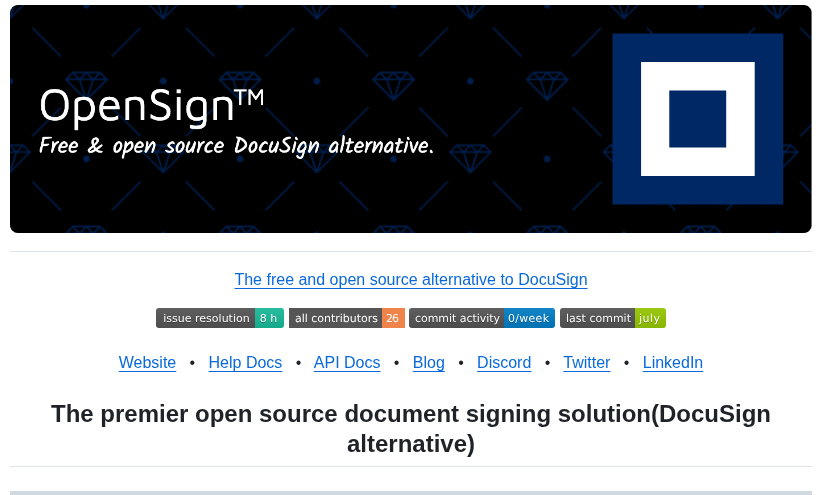 OpenSign™
Free & open source DocuSign alternative.
The free and open source alternative to DocuSign
issue resolution 8 h all contributors 26 commit activity 0/week last commit july
Website • Help Docs • API Docs • Blog • Discord • Twitter • LinkedIn
The premier open source document signing solution(DocuSign
alternative)